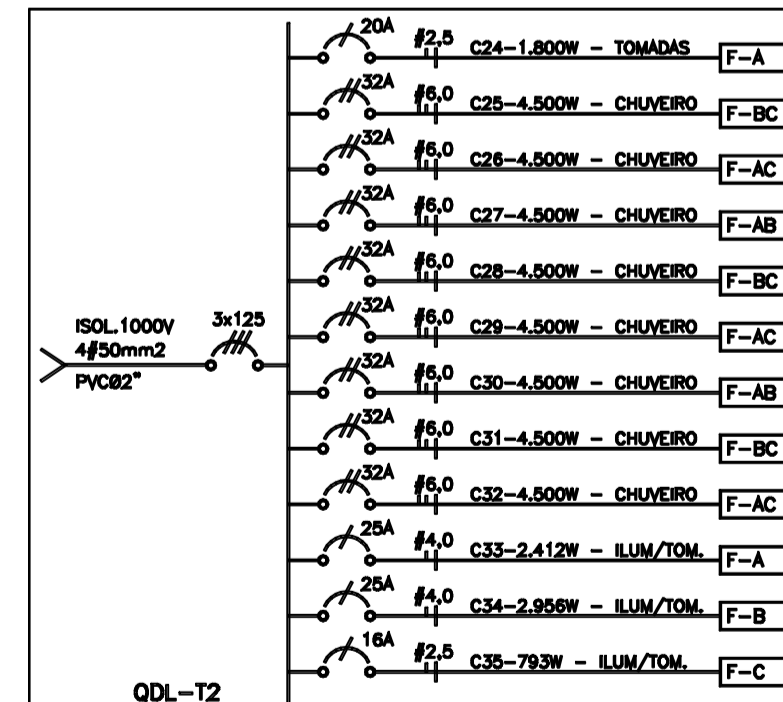 20A #2,5 C24-1.800W - TOMADAS F-A
32A #6,0 C25-4.500W - CHUVEIRO F-BC
32A #6,0 C26-4.500W - CHUVEIRO F-AC
32A #6,0 C27-4.500W - CHUVEIRO F-AB
32A #6,0 C28-4.500W - CHUVEIRO F-BC
32A #6,0 C29-4.500W - CHUVEIRO F-AC
32A #6,0 C30-4.500W - CHUVEIRO F-AB
32A #6,0 C31-4.500W - CHUVEIRO F-BC
32A #6,0 C32-4.500W - CHUVEIRO F-AC
25A #4,0 C33-2.412W - ILUM/TOM. F-A
25A #4,0 C34-2.956W - ILUM/TOM. F-B
16A #2,5 C35-793W - ILUM/TOM. F-C
ISOL.1000V
4#50mm2
PVCØ2"
3x125
QDL-T2